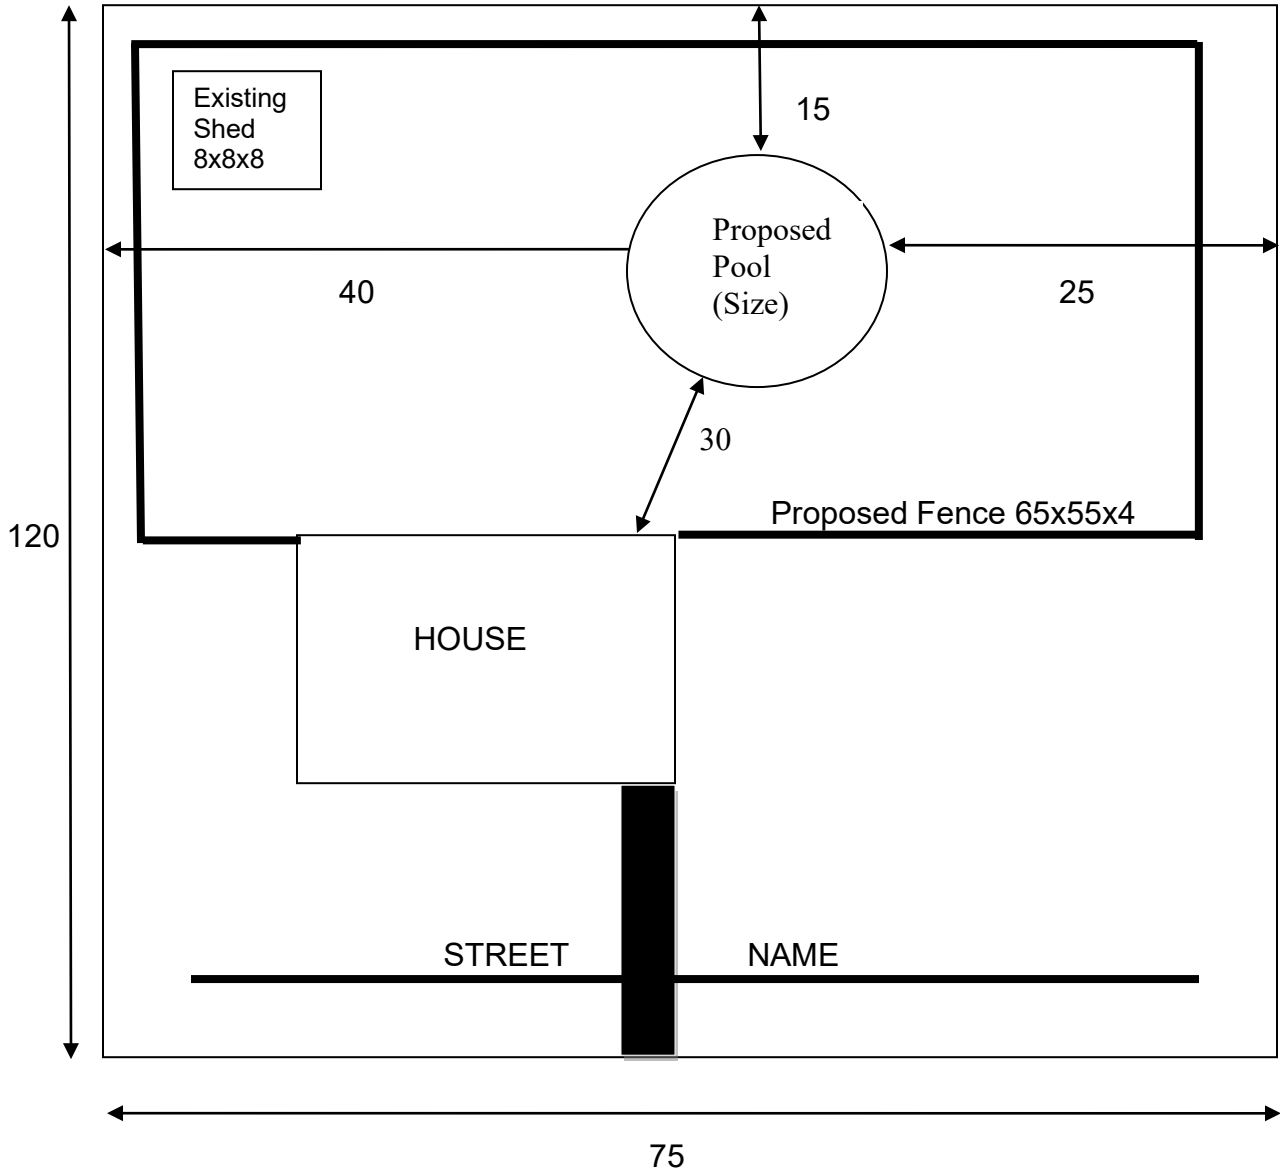 Existing
Shed
8x8x8
15
Proposed
Pool
(Size)
40
25
30
Proposed Fence 65x55x4
120
HOUSE
STREET NAME
75